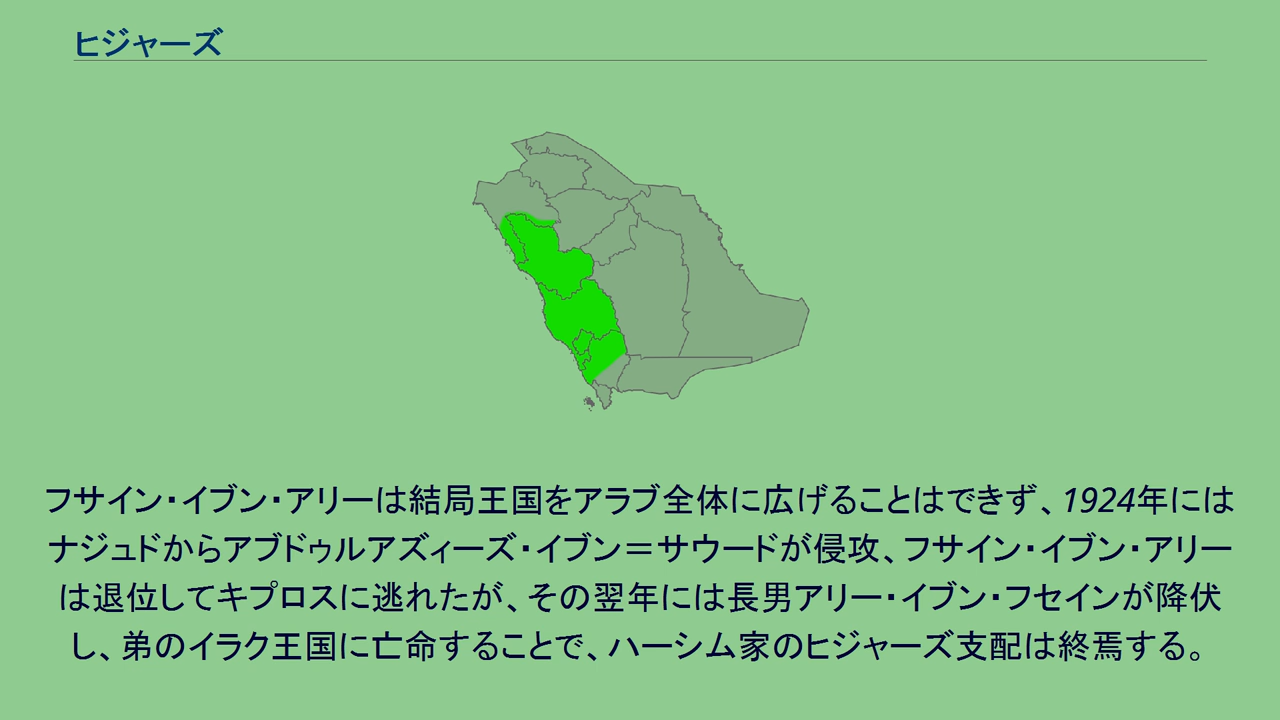 ヒジャーズ
フサイン・イブン・アリーは結局王国をアラブ全体に広げることはできず、1924年には
ナジュドからアブドゥルアズィーズ・イブン＝サウードが侵攻、フサイン・イブン・アリー
は退位してキプロスに逃れたが、その翌年には長男アリー・イブン・フセインが降伏
し、弟のイラク王国に亡命することで、ハーシム家のヒジャーズ支配は終焉する。